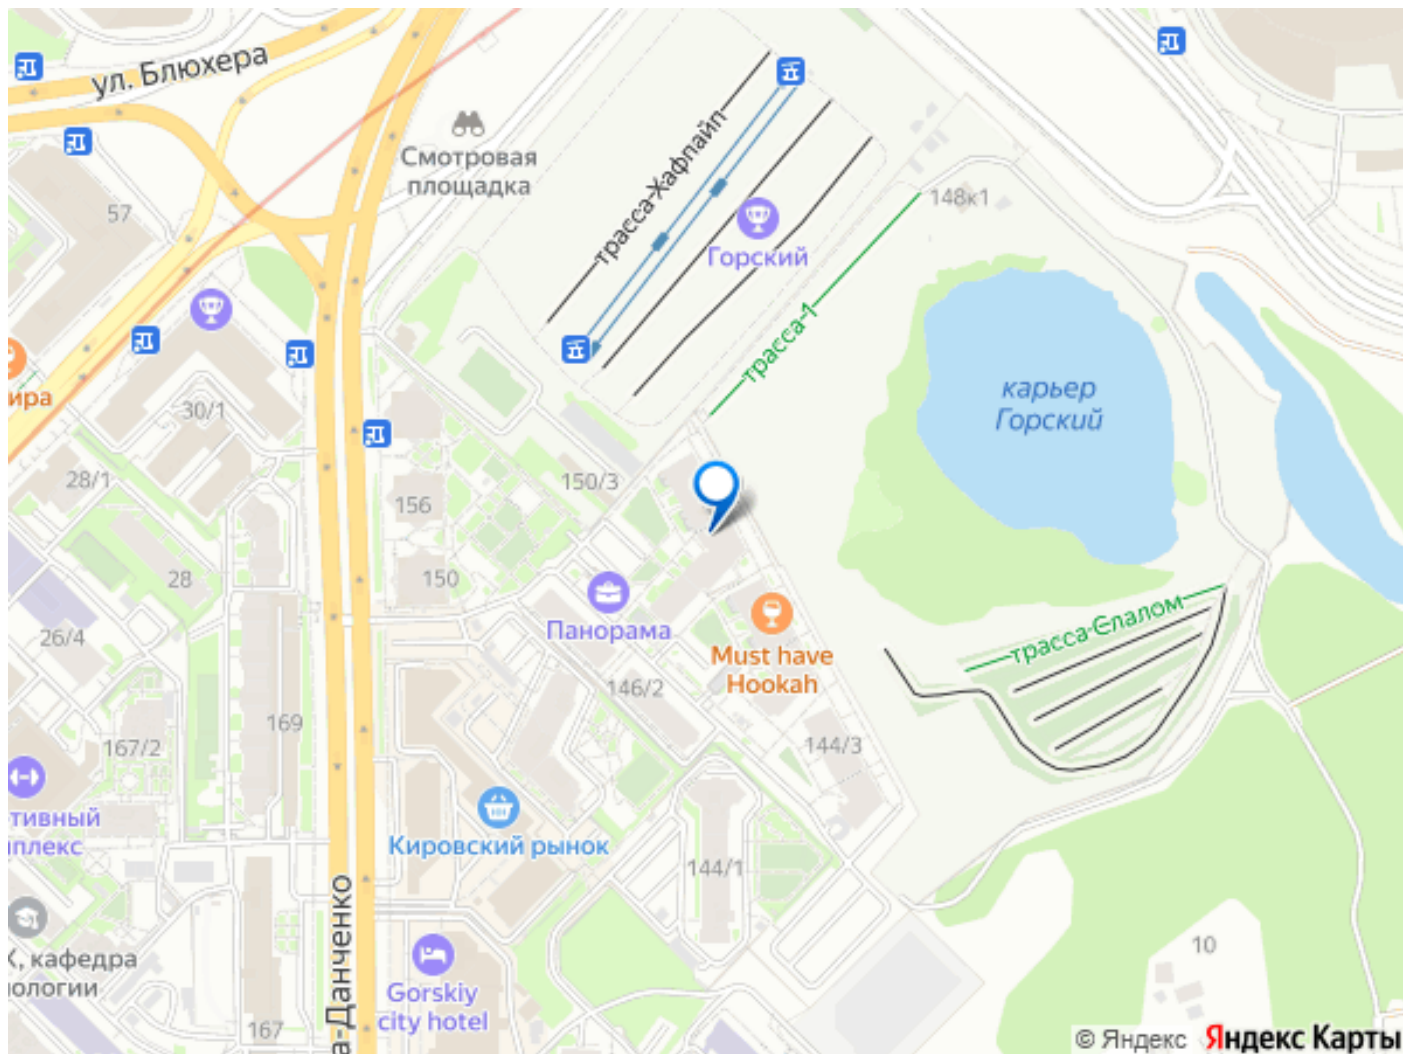 ул. Блюхера
Смотровая
площадка
57
трасса-Хафпайп
Горский
148к1
трасса-1
карьер
Горский
ира
30/1
28/1
150/3
156
28
150
26/4
Панорама
Must have
Hookah
трасса-Слалом
146/2
169
167/2
144/3
тивный
плекс
Кировский рынок
144/1
а-Данченко
Х, кафедра
ологии
10
Gorskiy
city hotel
167
© Яндекс Яндекс Карты